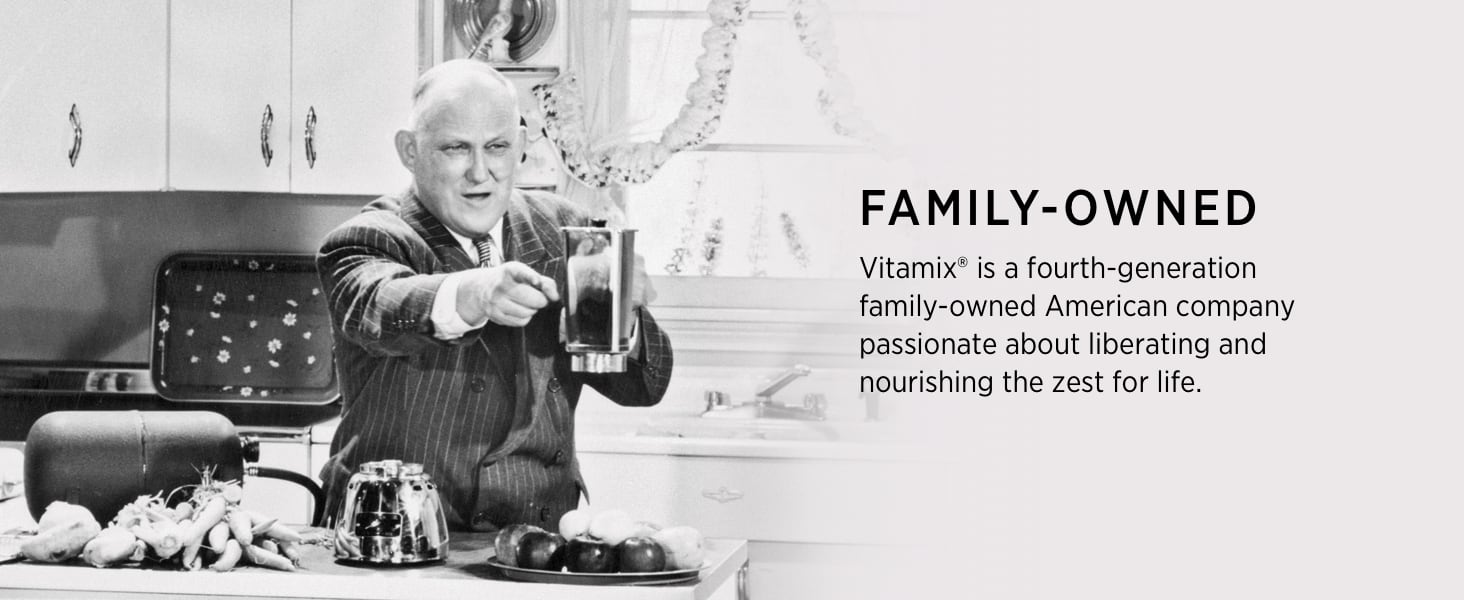 FAMILY-OWNED
Vitamix® is a fourth-generation
family-owned American company
passionate about liberating and
nourishing the zest for life.